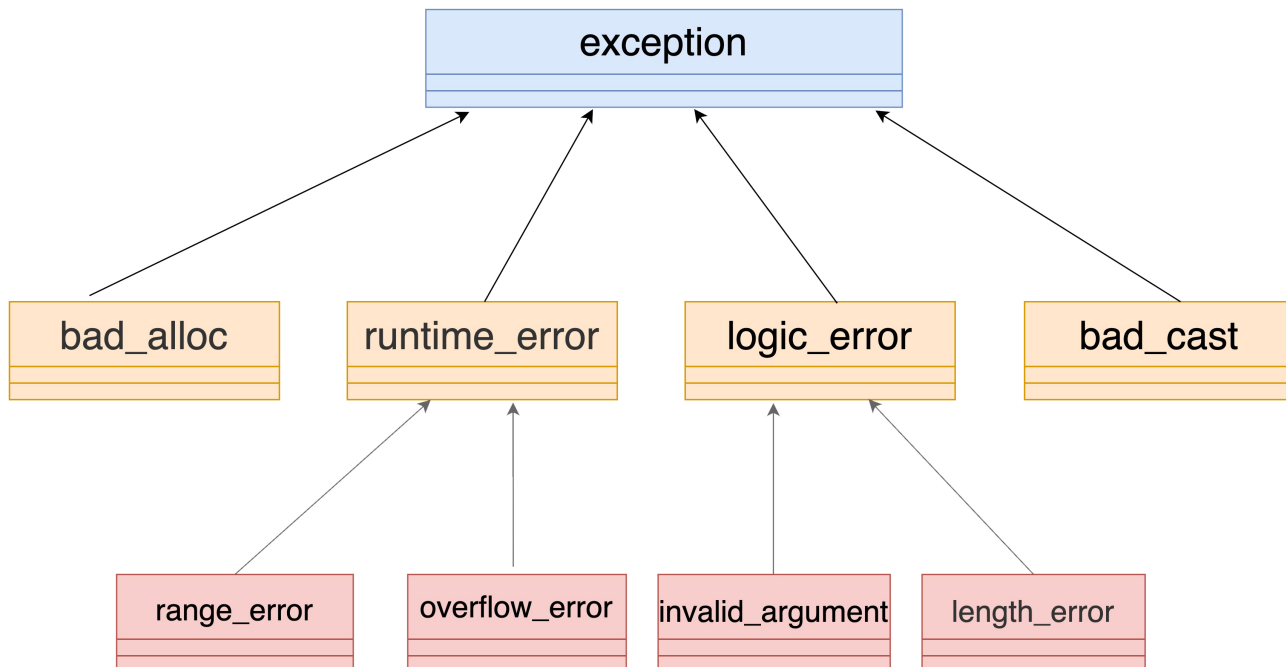 exception
bad_alloc
runtime_error
logic_error
bad_cast
range_error
overflow_error
invalid_argument
length_error